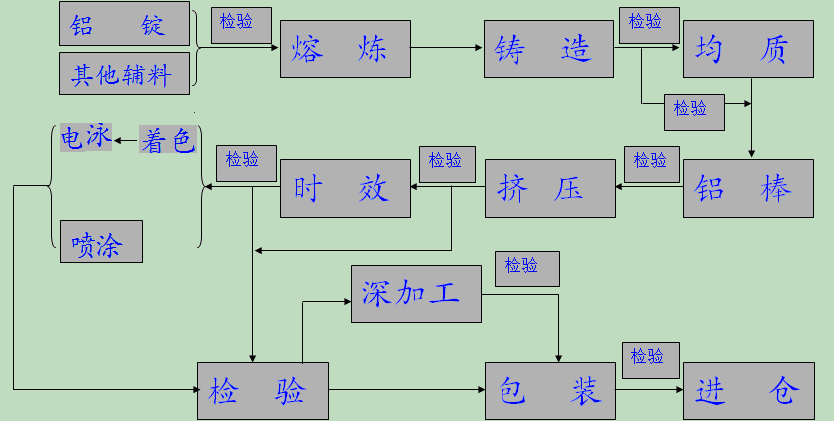 铝 锭
检验
其他辅料
熔 炼
铸 造
检验
均 质
检验
电泳
着色
检验
时 效
检验
挤 压
检验
铝 棒
喷涂
深加工
检验
检 验
包 装
检验
进 仓